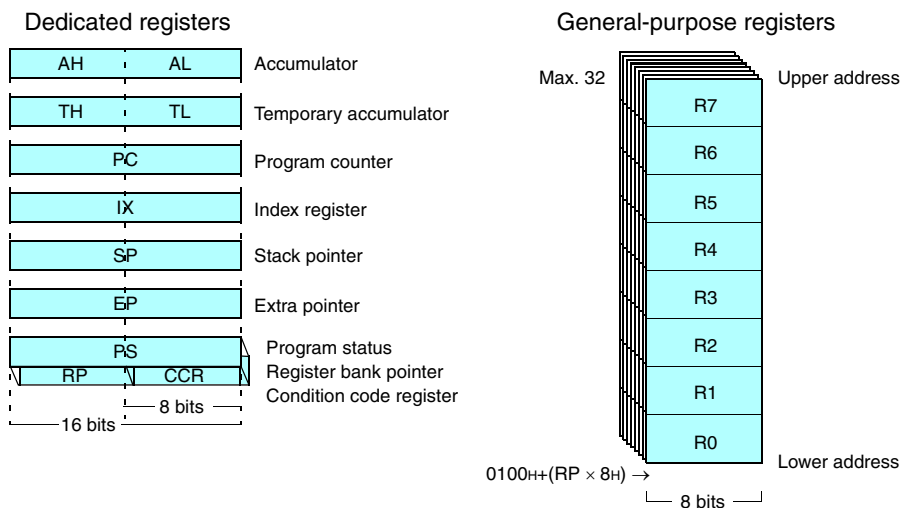 Dedicated registers
AH AL Accumulator
TH TL Temporary accumulator
PC Program counter
IX Index register
SP Stack pointer
EP Extra pointer
PS Program status
RP CCR Register bank pointer
Condition code register
8 bits
16 bits
General-purpose registers
Max. 32 Upper address
R7
R6
R5
R4
R3
R2
R1
R0
Lower address
0100H+(RP × 8H) →
8 bits